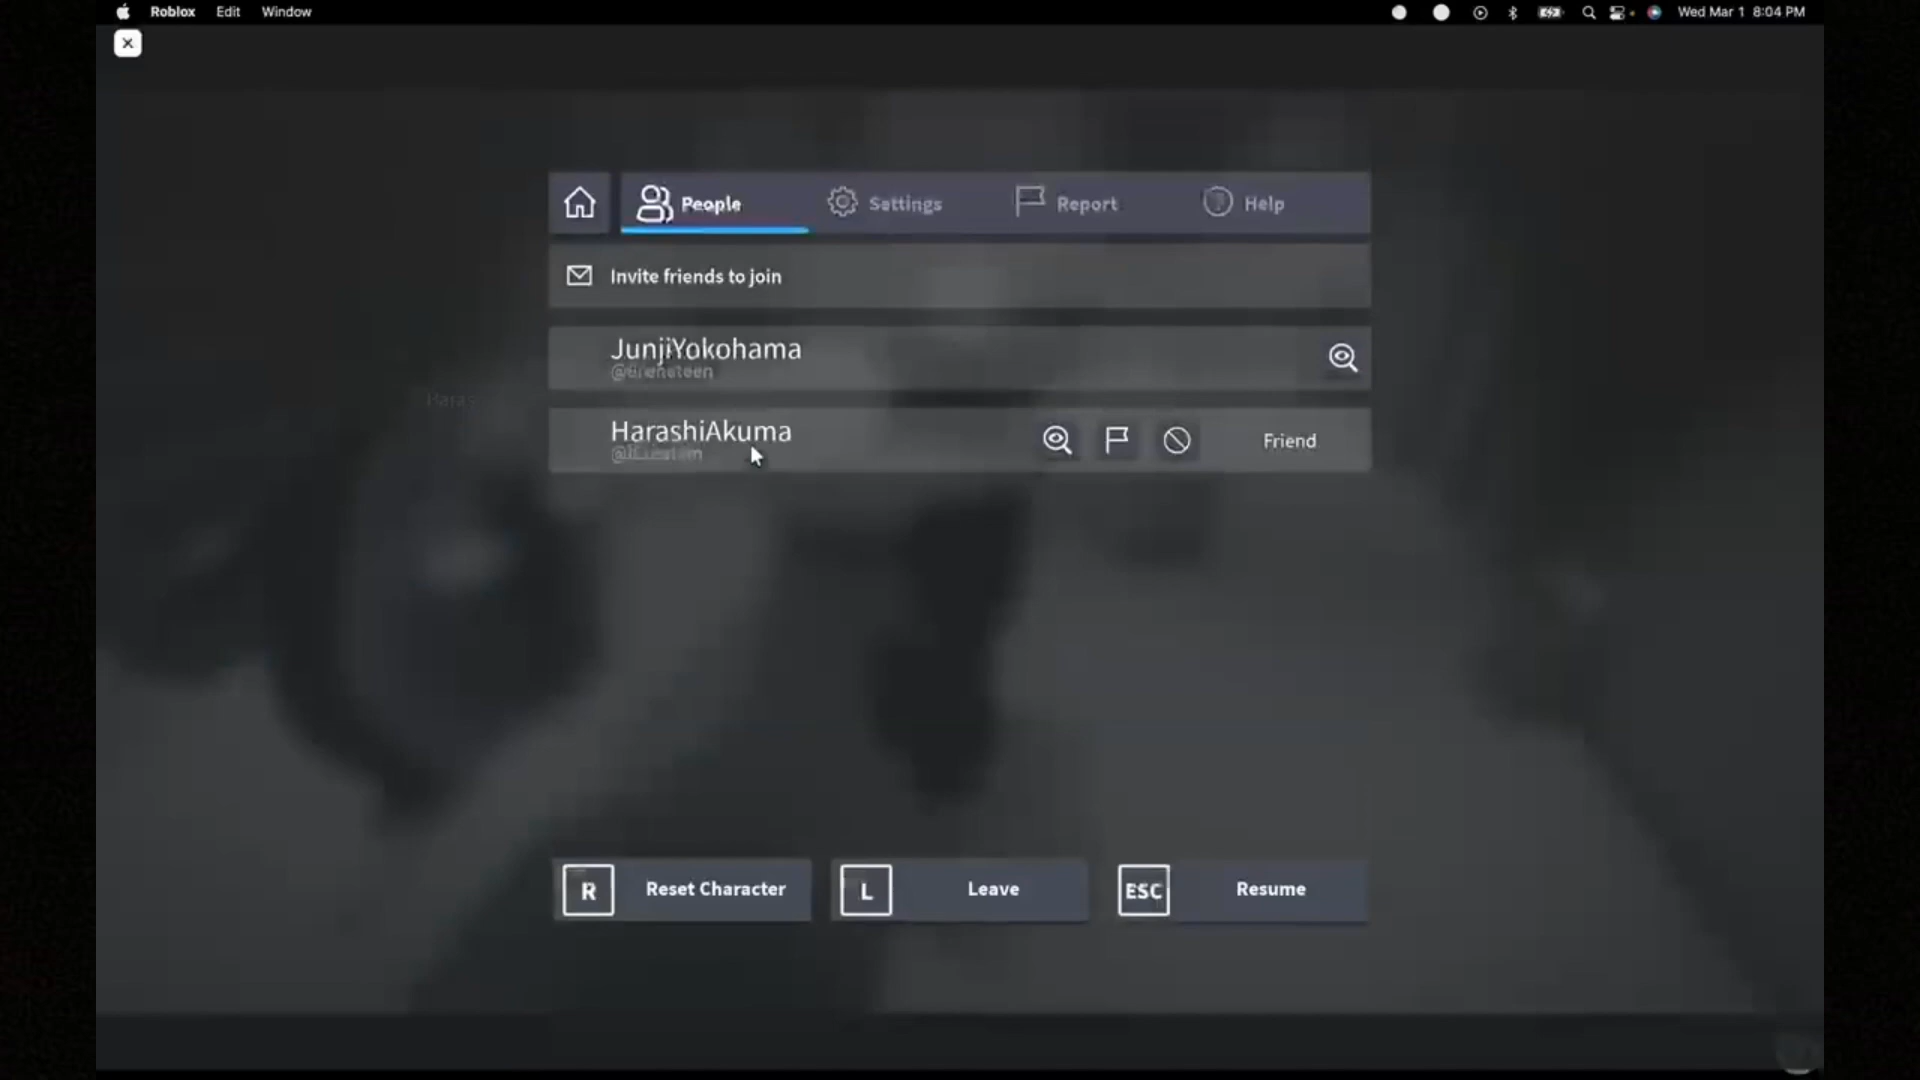 Roblox Edit Window Wed Mar 1 8:04 PM
People Settings Report Help
Invite friends to join
JunjiYokohama
HarashiAkuma
Friend
Haras
R Reset Character L Leave ESC Resume